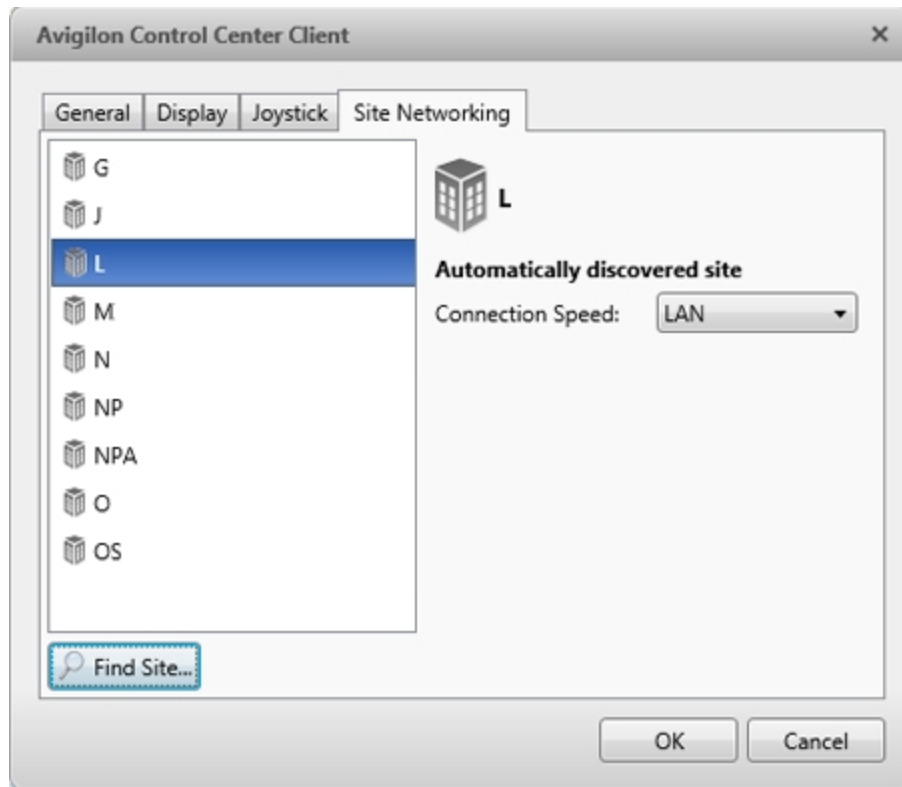 Avigilon Control Center Client
General Display Joystick Site Networking
G
J
L
M
N
NP
NPA
O
OS
L
Automatically discovered site
Connection Speed: LAN
Find Site...
OK Cancel